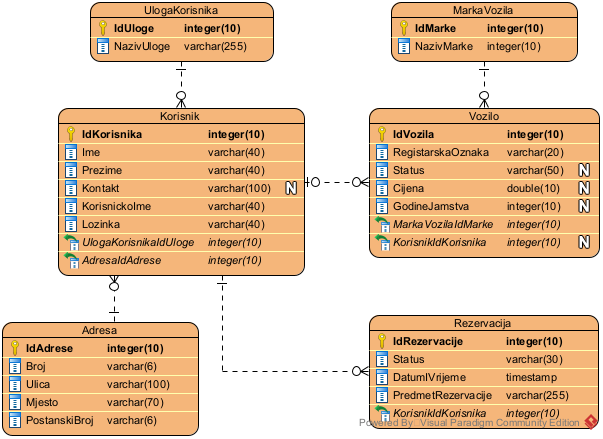 UlogaKorisnika
IdUloge integer(10)
NazivUloge varchar(255)
MarkaVozila
IdMarke integer(10)
NazivMarke integer(10)
Korisnik
IdKorisnika integer(10)
Ime varchar(40)
Prezime varchar(40)
Kontakt varchar(100) N
KorisnickoIme varchar(40)
Lozinka varchar(40)
UlogaKorisnikaIdUloge integer(10)
AdresaIdAdrese integer(10)
Vozilo
IdVozila integer(10)
RegistarskaOznaka varchar(20)
Status varchar(50) N
Cijena double(10) N
GodineJamstva integer(10) N
MarkaVozilaIdMarke integer(10)
KorisnikIdKorisnika integer(10) N
Adresa
IdAdrese integer(10)
Broj varchar(6)
Ulica varchar(100)
Mjesto varchar(70)
PostanskiBroj varchar(6)
Rezervacija
IdRezervacije integer(10)
Status varchar(30)
DatumIVrijeme timestamp
PredmetRezervacije varchar(255)
KorisnikIdKorisnika integer(10)
Powered By: Visual Paradigm Community Edition